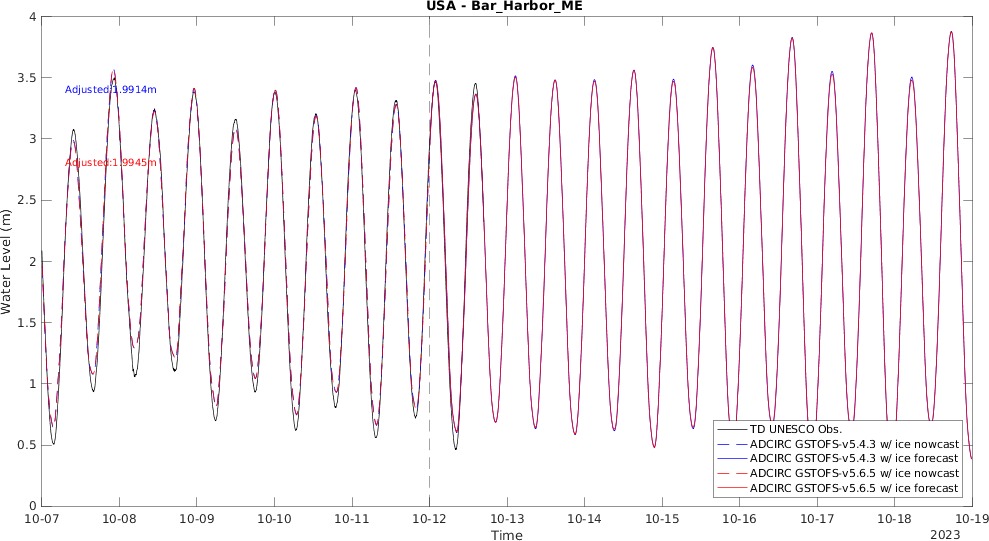 USA - Bar_Harbor_ME
4
3.5
3
2.5
2
1.5
1
0.5
0
Water Level (m)
Adjusted:1.9914m
Adjusted:1.9945m
TD UNESCO Obs.
ADCIRC GSTOFS-v5.4.3 w/ ice nowcast
ADCIRC GSTOFS-v5.4.3 w/ ice forecast
ADCIRC GSTOFS-v5.6.5 w/ ice nowcast
ADCIRC GSTOFS-v5.6.5 w/ ice forecast
10-07 10-08 10-09 10-10 10-11 10-12 10-13 10-14 10-15 10-16 10-17 10-18 10-19
Time
2023